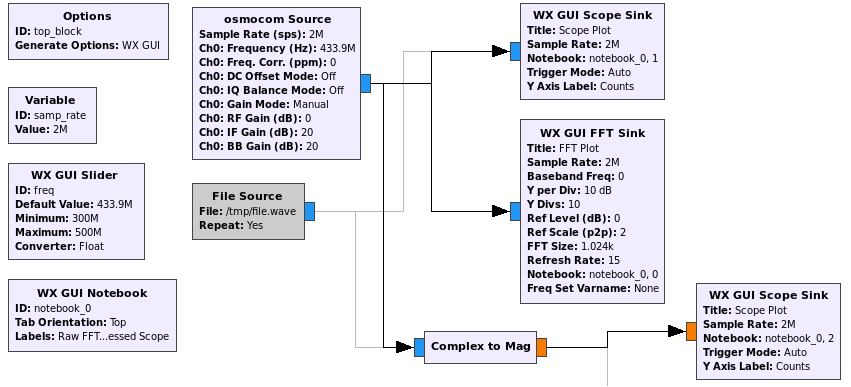 Options
ID: top_block
Generate Options: WX GUI
Variable
ID: samp_rate
Value: 2M
WX GUI Slider
ID: freq
Default Value: 433.9M
Minimum: 300M
Maximum: 500M
Converter: Float
WX GUI Notebook
ID: notebook_0
Tab Orientation: Top
Labels: Raw FFT...essed Scope
osmocom Source
Sample Rate (sps): 2M
Ch0: Frequency (Hz): 433.9M
Ch0: Freq. Corr. (ppm): 0
Ch0: DC Offset Mode: Off
Ch0: IQ Balance Mode: Off
Ch0: Gain Mode: Manual
Ch0: RF Gain (dB): 0
Ch0: IF Gain (dB): 20
Ch0: BB Gain (dB): 20
File Source
File: /tmp/file.wave
Repeat: Yes
WX GUI Scope Sink
Title: Scope Plot
Sample Rate: 2M
Notebook: notebook_0, 1
Trigger Mode: Auto
Y Axis Label: Counts
WX GUI FFT Sink
Title: FFT Plot
Sample Rate: 2M
Baseband Freq: 0
Y per Div: 10 dB
Y Divs: 10
Ref Level (dB): 0
Ref Scale (p2p): 2
FFT Size: 1.024k
Refresh Rate: 15
Notebook: notebook_0, 0
Freq Set Varname: None
Complex to Mag
WX GUI Scope Sink
Title: Scope Plot
Sample Rate: 2M
Notebook: notebook_0, 2
Trigger Mode: Auto
Y Axis Label: Counts